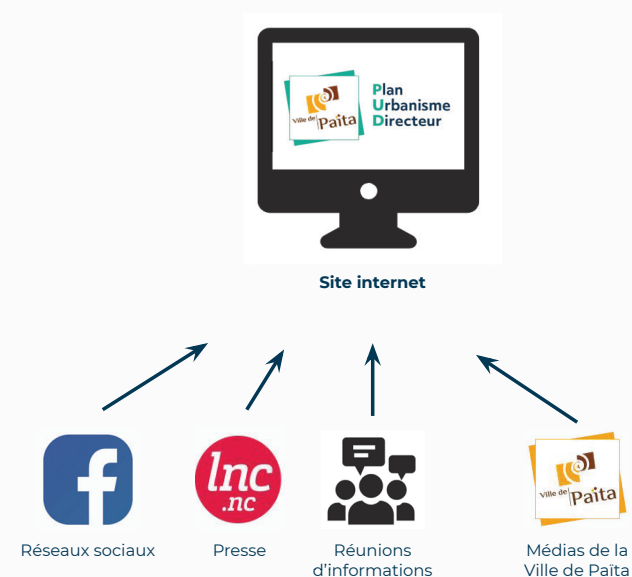 Ville de Païta
Plan
Urbanisme
Directeur
Site internet
lnc
.nc
Ville de Païta
Réseaux sociaux
Presse
Réunions
d'informations
Médias de la
Ville de Païta